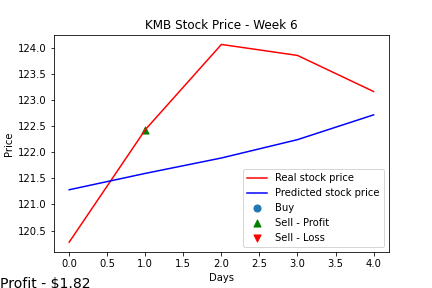 KMB Stock Price - Week 6
Price
124.0
123.5
123.0
122.5
122.0
121.5
121.0
120.5
Real stock price
Predicted stock price
Buy
Sell - Profit
Sell - Loss
0.0 0.5 1.0 1.5 2.0 2.5 3.0 3.5 4.0
Days
Profit - $1.82